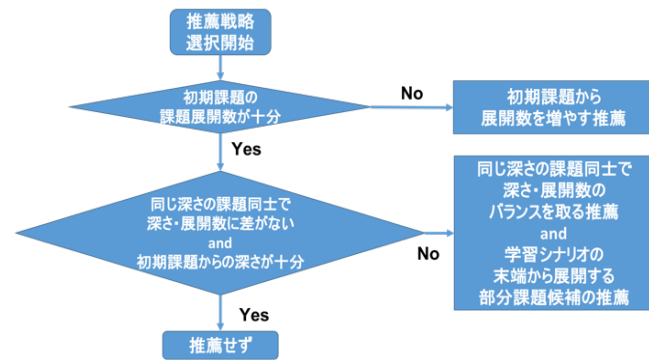 推薦戦略
選択開始
初期課題の
課題展開数が十分
No
初期課題から
展開数を増やす推薦
Yes
同じ深さの課題同士で
深さ・展開数に差がない
and
初期課題からの深さが十分
No
同じ深さの課題同士で
深さ・展開数の
バランスを取る推薦
and
学習シナリオの
末端から展開する
部分課題候補の推薦
Yes
推薦せず